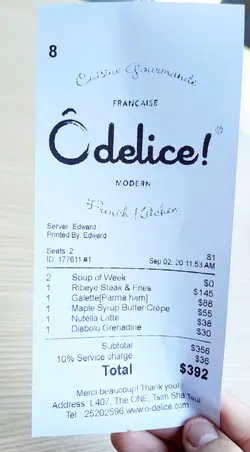 8
Cuisine Gourmande
FRANÇAISE
Ôdelice!®
MODERN
French Kitchen
Server: Edward
Printed By: Edward
Seats: 2 S1
ID: 177611 #1 Sep 02, 20 11:53 AM
2 Soup of Week $0
1 Ribeye Steak & Fries $145
1 Galette[Parma ham] $88
1 Maple Syrup Butter Crêpe $55
1 Nutella Latte $38
1 Diabolo Grenadine $30
Subtotal $356
10% Service charge $36
Total $392
Merci beaucoup! Thank you!
Address: L407, The ONE, Tsim Sha Tsui
Tel : 25202596 www.o-delice.com